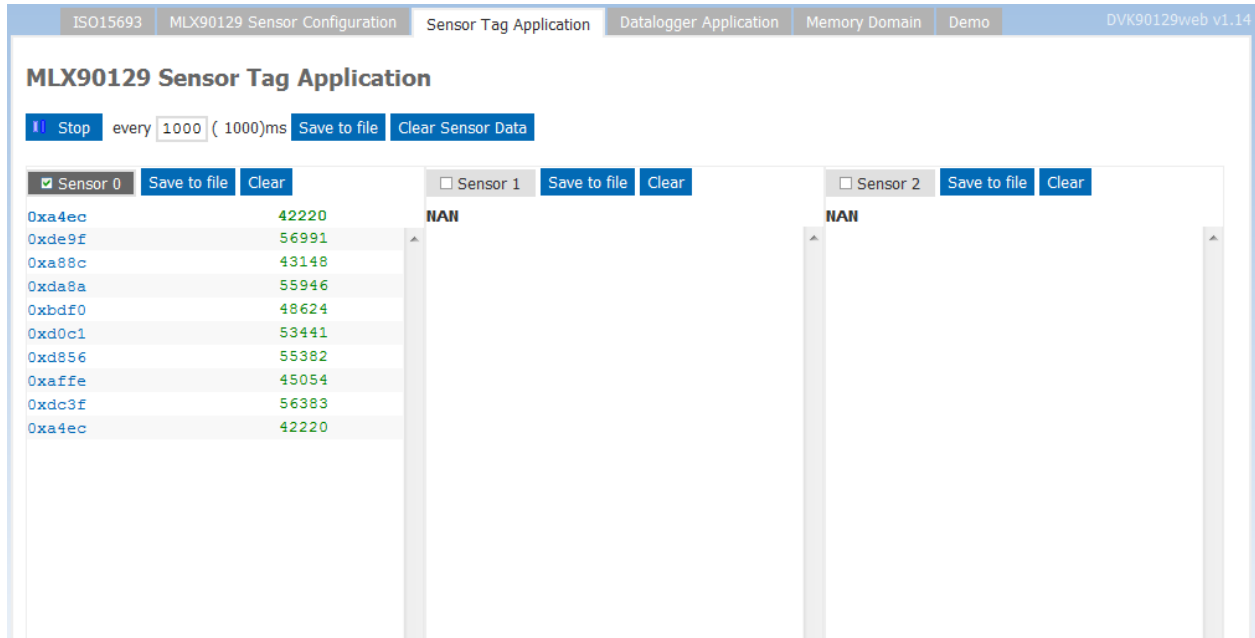 ISO15693 MLX90129 Sensor Configuration Sensor Tag Application Datalogger Application Memory Domain Demo DVK90129web v1.14
MLX90129 Sensor Tag Application
Stop every 1000 ( 1000)ms Save to file Clear Sensor Data
Sensor 0 Save to file Clear Sensor 1 Save to file Clear Sensor 2 Save to file Clear
0xa4ec 42220 NAN NAN
0xde9f 56991
0xa88c 43148
0xda8a 55946
0xbdf0 48624
0xd0c1 53441
0xd856 55382
0xaffe 45054
0xdc3f 56383
0xa4ec 42220